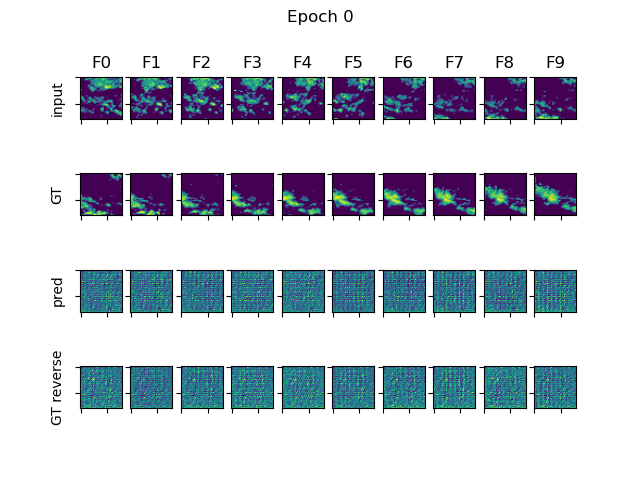 Epoch 0
F0 F1 F2 F3 F4 F5 F6 F7 F8 F9
input
GT
pred
GT reverse